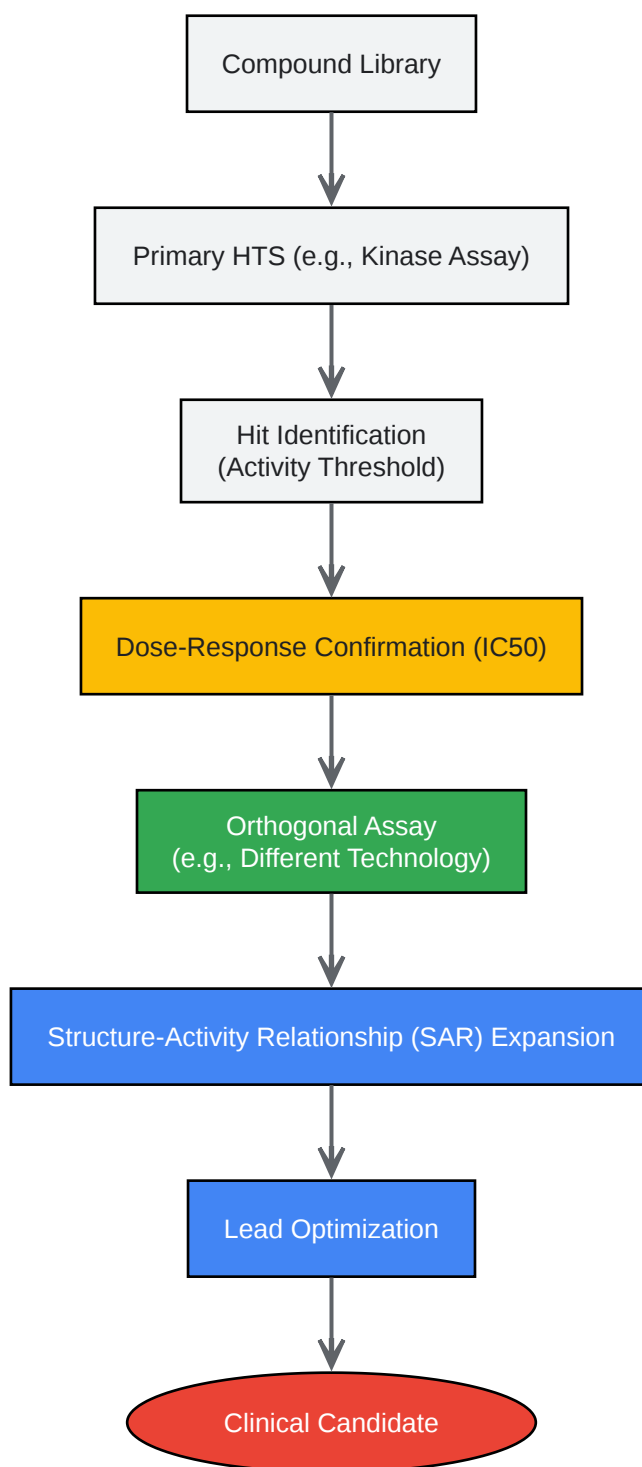 Compound Library
Primary HTS (e.g., Kinase Assay)
Hit Identification
(Activity Threshold)
Dose-Response Confirmation (IC50)
Orthogonal Assay
(e.g., Different Technology)
Structure-Activity Relationship (SAR) Expansion
Lead Optimization
Clinical Candidate